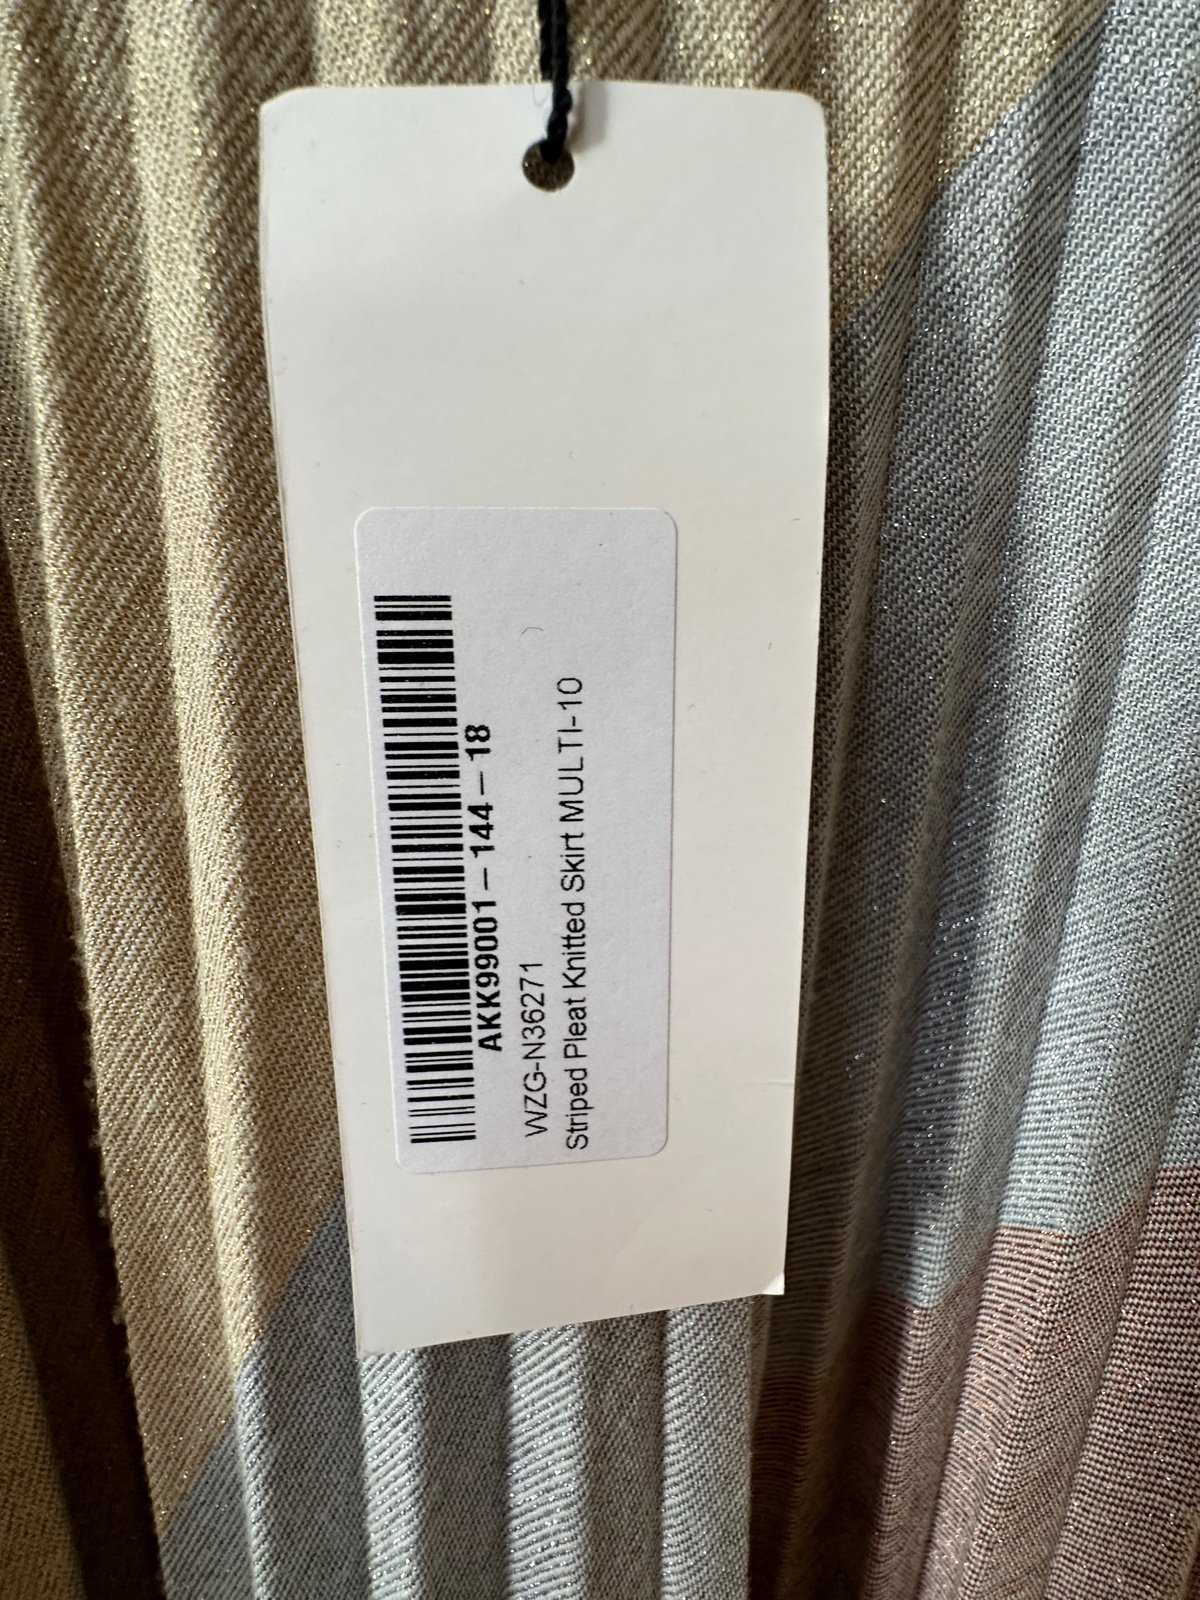 AKK99001-144-18
WZG-N36271
Striped Pleat Knitted Skirt MULTI-10